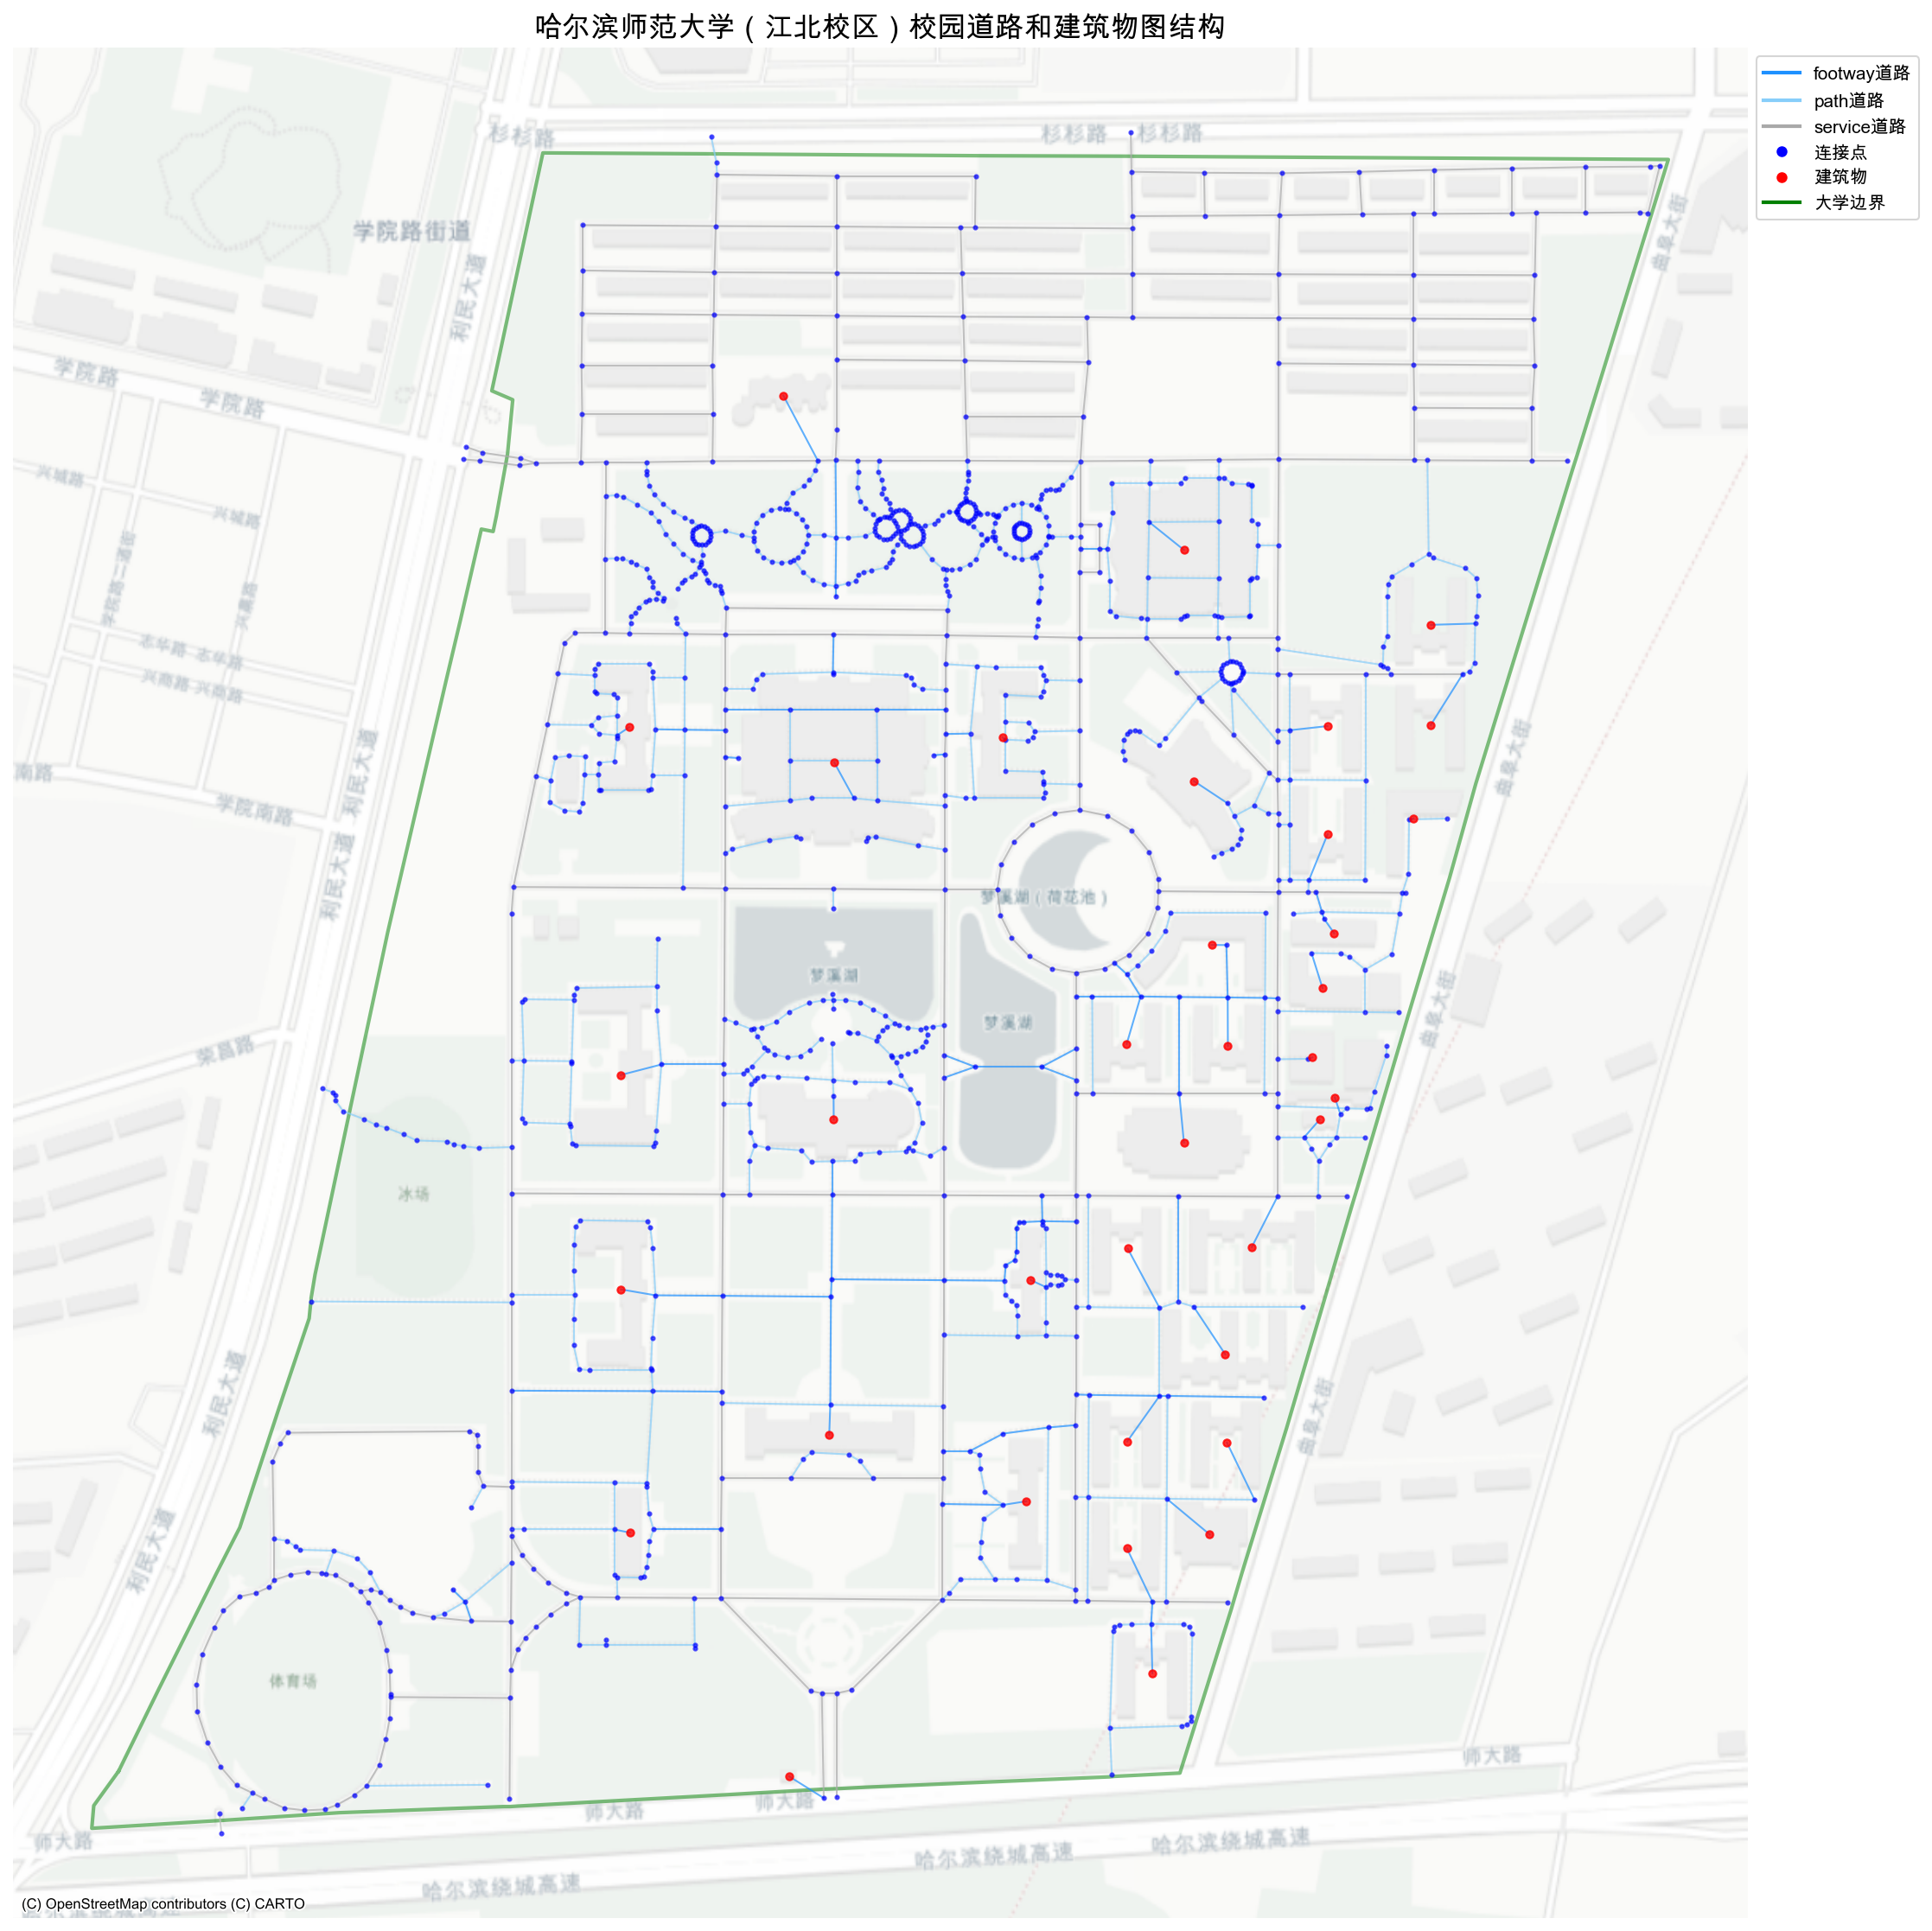 哈尔滨师范大学（江北校区）校园道路和建筑物图结构
footway道路
path道路
service道路
连接点
建筑物
大学边界
杉杉路
杉杉路
杉杉路
学院路街道
曲阜大街
利民大道
学院路
学院路
兴城路
兴城路
学院路二通街
兴嘉路
志华路
志华路
兴商路
兴商路
南路
学院南路
利民大道
利民大道
利民大道
曲阜大街
梦溪湖（荷花池）
梦溪湖
梦溪湖
曲阜大街
荣昌路
冰场
利民大道
曲阜大街
利民大道
体育场
师大路
师大路
师大路
师大路
哈尔滨绕城高速
哈尔滨绕城高速
哈尔滨绕城高速
(C) OpenStreetMap contributors (C) CARTO